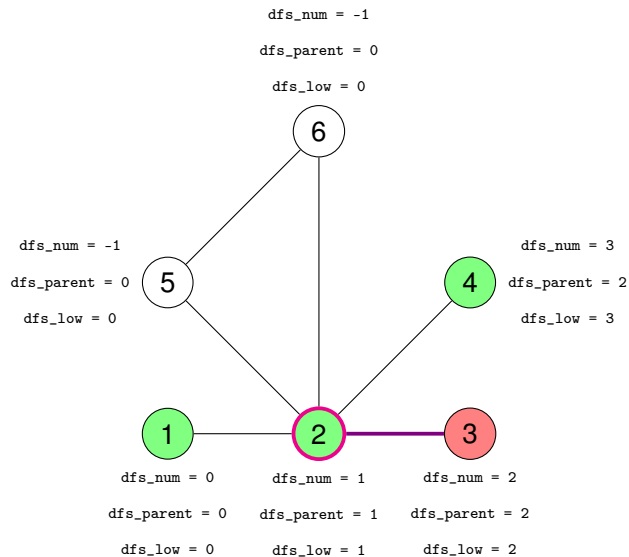 dfs_num = -1
dfs_parent = 0
dfs_low = 0
6
dfs_num = -1
dfs_parent = 0
dfs_low = 0
5
4
dfs_num = 3
dfs_parent = 2
dfs_low = 3
1
2
3
dfs_num = 0
dfs_parent = 0
dfs_low = 0
dfs_num = 1
dfs_parent = 1
dfs_low = 1
dfs_num = 2
dfs_parent = 2
dfs_low = 2